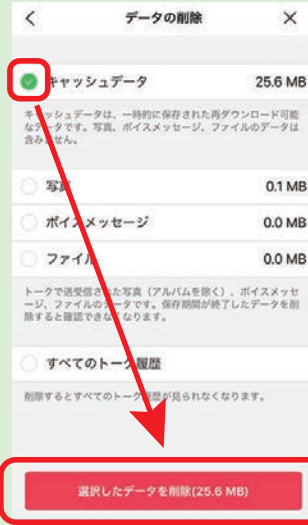 データの削除
キャッシュデータ 25.6 MB
キャッシュデータは、一時的に保存された再ダウンロード可能
なデータです。写真、ボイスメッセージ、ファイルのデータは
含みません。
写真 0.1 MB
ボイスメッセージ 0.0 MB
ファイル 0.0 MB
トークで送受信された写真（アルバムを除く）、ボイスメッセ
ージ、ファイルのデータです。保存期間が終了したデータを削
除すると確認できなくなります。
すべてのトーク履歴
削除するとすべてのトーク履歴が見られなくなります。
選択したデータを削除(25.6 MB)